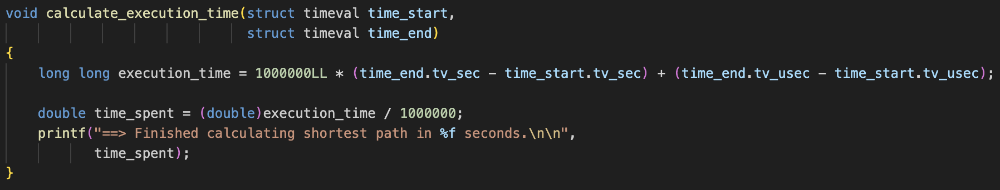 void calculate_execution_time(struct timeval time_start,
struct timeval time_end)
{
long long execution_time = 1000000LL * (time_end.tv_sec - time_start.tv_sec) + (time_end.tv_usec - time_start.tv_usec);
double time_spent = (double)execution_time / 1000000;
printf("==> Finished calculating shortest path in %f seconds.\n\n",
time_spent);
}